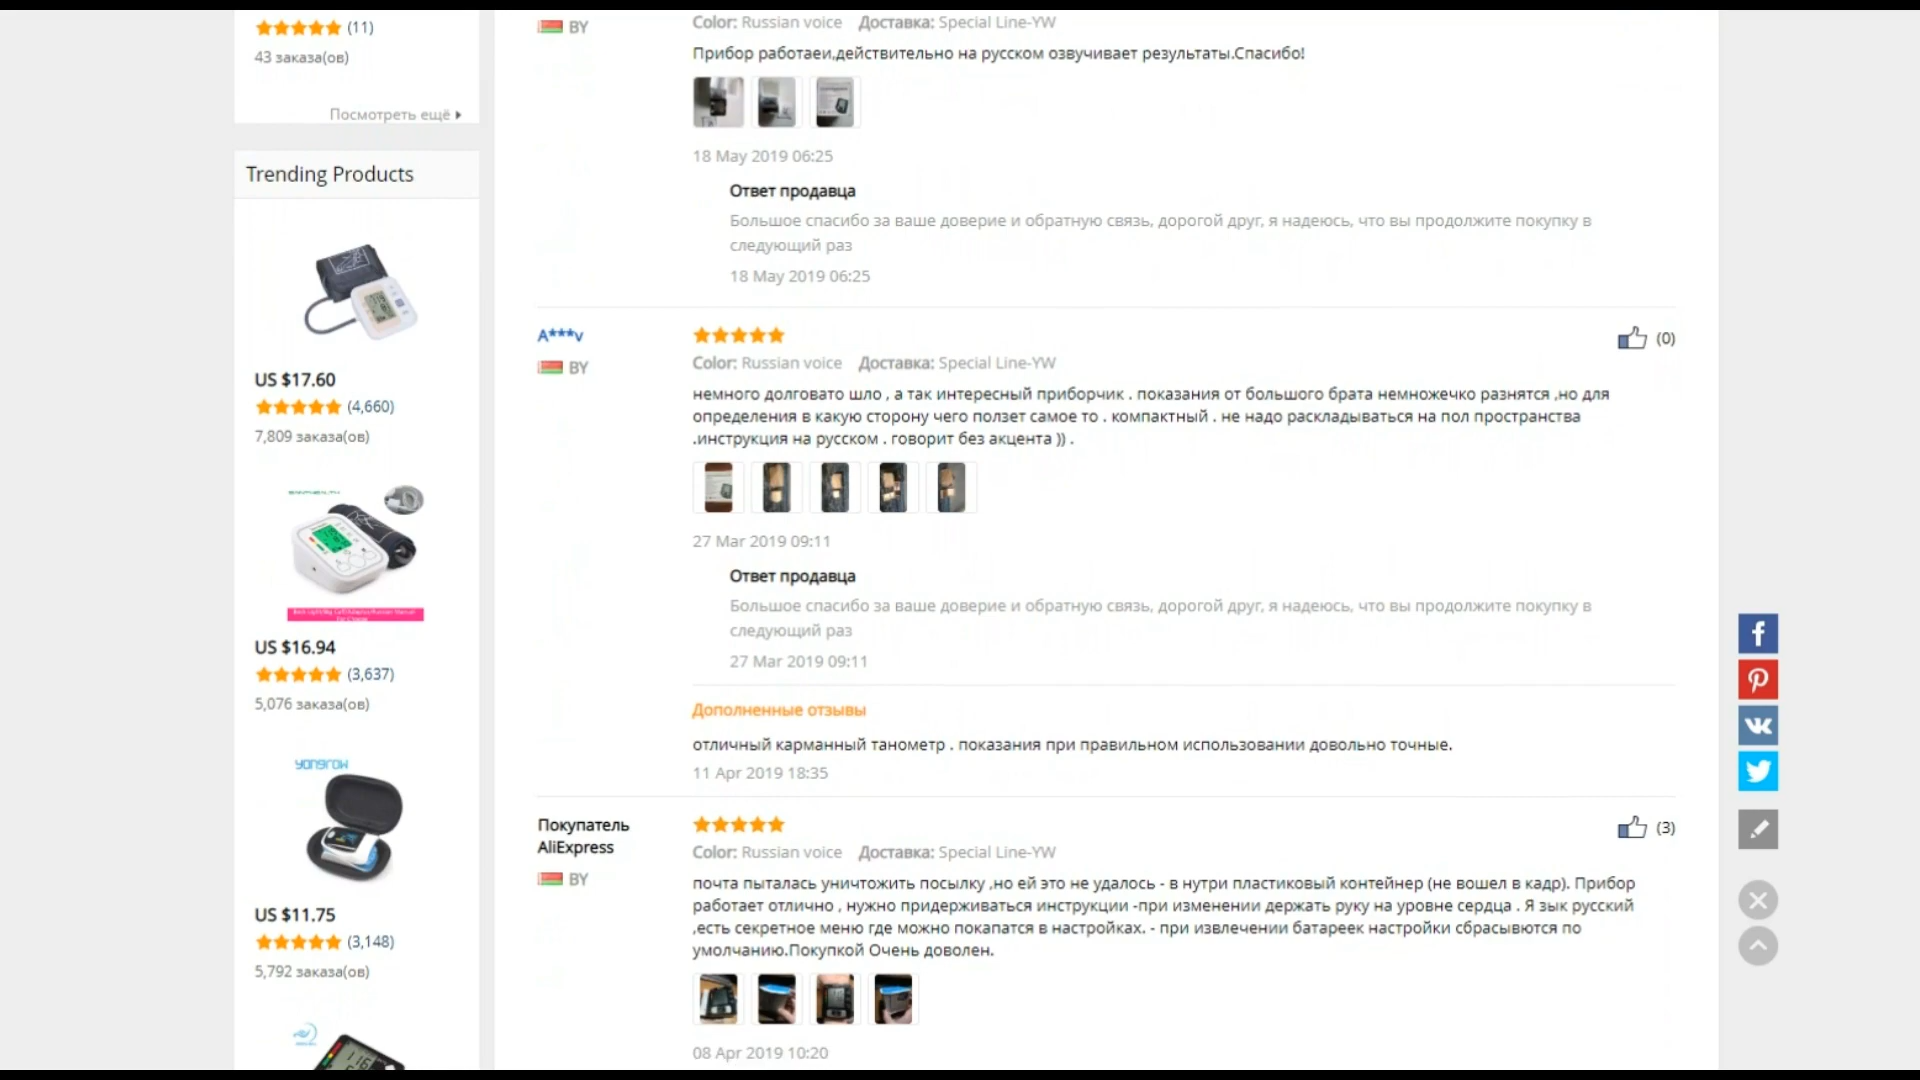 (11)
43 заказа(ов)
Посмотреть ещё
Trending Products
US $17.60
(4,660)
7,809 заказа(ов)
US $16.94
(3,637)
5,076 заказа(ов)
YONGROW
US $11.75
(3,148)
5,792 заказа(ов)
BY
Color: Russian voice Доставка: Special Line-YW
Прибор работаеи,действительно на русском озвучивает результаты.Спасибо!
18 May 2019 06:25
Ответ продавца
Большое спасибо за ваше доверие и обратную связь, дорогой друг, я надеюсь, что вы продолжите покупку в
следующий раз
18 May 2019 06:25
A***v
BY
(0)
Color: Russian voice Доставка: Special Line-YW
немного долговато шло , а так интересный приборчик . показания от большого брата немножечко разнятся ,но для
определения в какую сторону чего ползет самое то . компактный . не надо раскладываться на пол пространства
.инструкция на русском . говорит без акцента )) .
27 Mar 2019 09:11
Ответ продавца
Большое спасибо за ваше доверие и обратную связь, дорогой друг, я надеюсь, что вы продолжите покупку в
следующий раз
27 Mar 2019 09:11
Дополненные отзывы
отличный карманный танометр . показания при правильном использовании довольно точные.
11 Apr 2019 18:35
Покупатель
AliExpress
BY
(3)
Color: Russian voice Доставка: Special Line-YW
почта пыталась уничтожить посылку ,но ей это не удалось - в нутри пластиковый контейнер (не вошел в кадр). Прибор
работает отлично , нужно придерживаться инструкции -при изменении держать руку на уровне сердца . Я зык русский
,есть секретное меню где можно покапатся в настройках. - при извлечении батареек настройки сбрасывются по
умолчанию.Покупкой Очень доволен.
08 Apr 2019 10:20